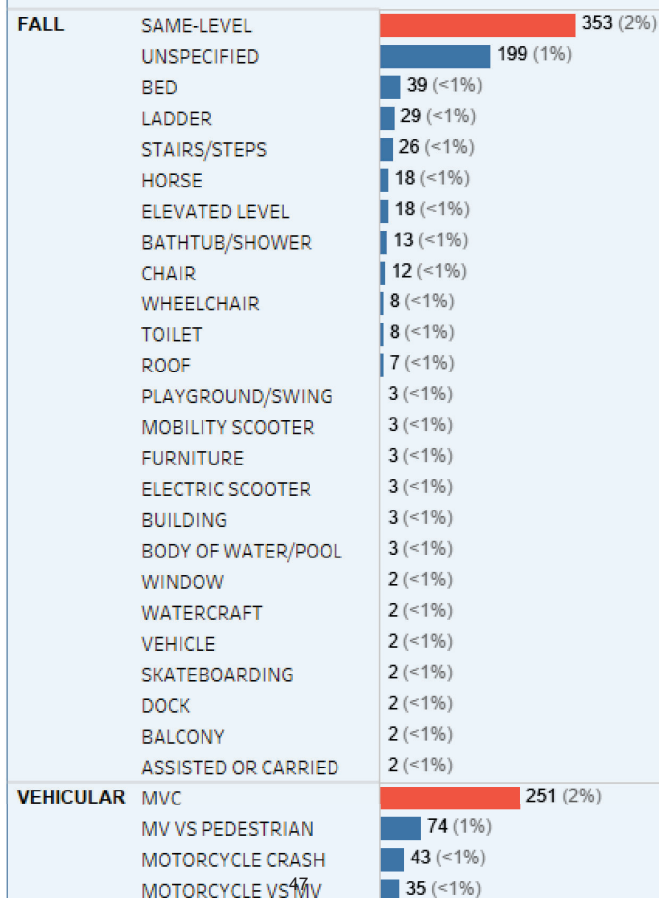 FALL SAME-LEVEL 353 (2%)
UNSPECIFIED 199 (1%)
BED 39 (<1%)
LADDER 29 (<1%)
STAIRS/STEPS 26 (<1%)
HORSE 18 (<1%)
ELEVATED LEVEL 18 (<1%)
BATHTUB/SHOWER 13 (<1%)
CHAIR 12 (<1%)
WHEELCHAIR 8 (<1%)
TOILET 8 (<1%)
ROOF 7 (<1%)
PLAYGROUND/SWING 3 (<1%)
MOBILITY SCOOTER 3 (<1%)
FURNITURE 3 (<1%)
ELECTRIC SCOOTER 3 (<1%)
BUILDING 3 (<1%)
BODY OF WATER/POOL 3 (<1%)
WINDOW 2 (<1%)
WATERCRAFT 2 (<1%)
VEHICLE 2 (<1%)
SKATEBOARDING 2 (<1%)
DOCK 2 (<1%)
BALCONY 2 (<1%)
ASSISTED OR CARRIED 2 (<1%)
VEHICULAR MVC 251 (2%)
MV VS PEDESTRIAN 74 (1%)
MOTORCYCLE CRASH 43 (<1%)
MOTORCYCLE VS MV 35 (<1%)
47